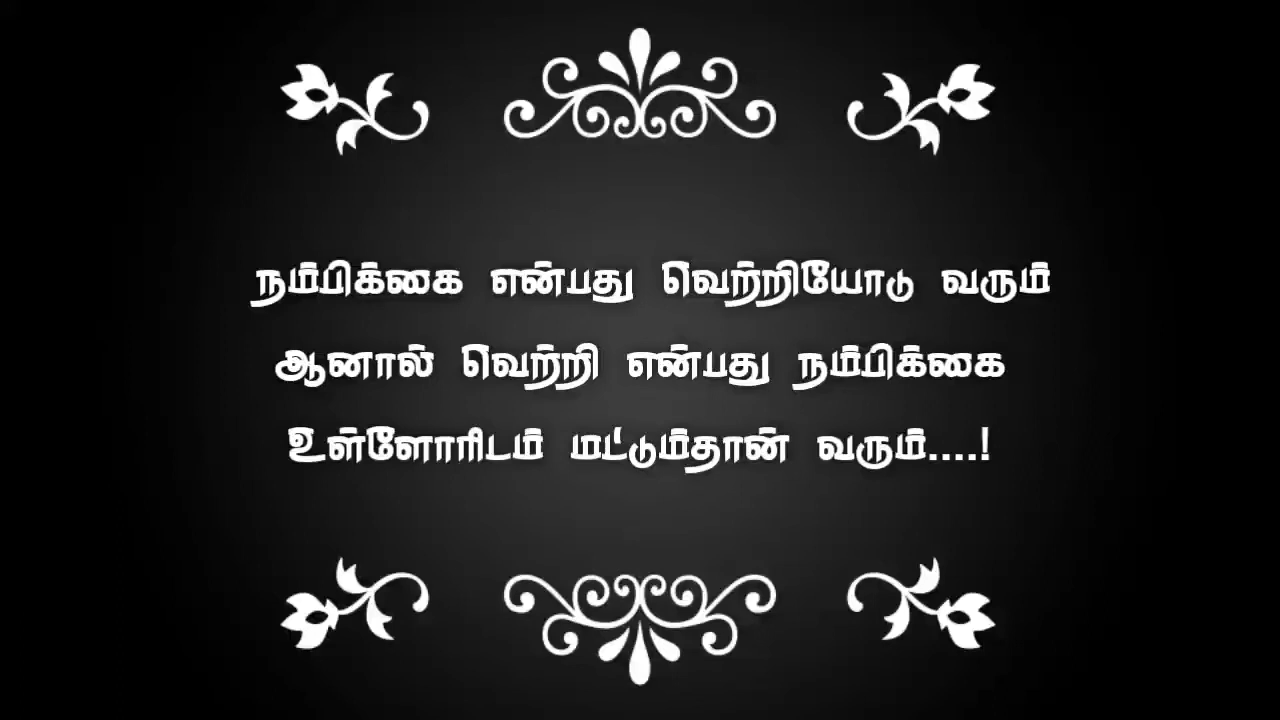 நம்பிக்கை என்பது வெற்றியோடு வரும்
ஆனால் வெற்றி என்பது நம்பிக்கை
உள்ளோரிடம் மட்டும்தான் வரும்....!